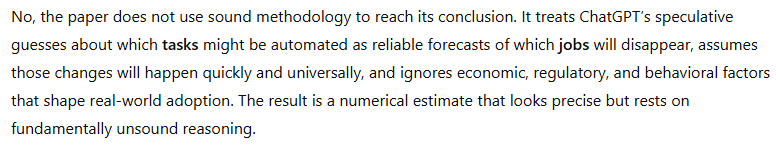 No, the paper does not use sound methodology to reach its conclusion. It treats ChatGPT’s speculative
guesses about which tasks might be automated as reliable forecasts of which jobs will disappear, assumes
those changes will happen quickly and universally, and ignores economic, regulatory, and behavioral factors
that shape real-world adoption. The result is a numerical estimate that looks precise but rests on
fundamentally unsound reasoning.